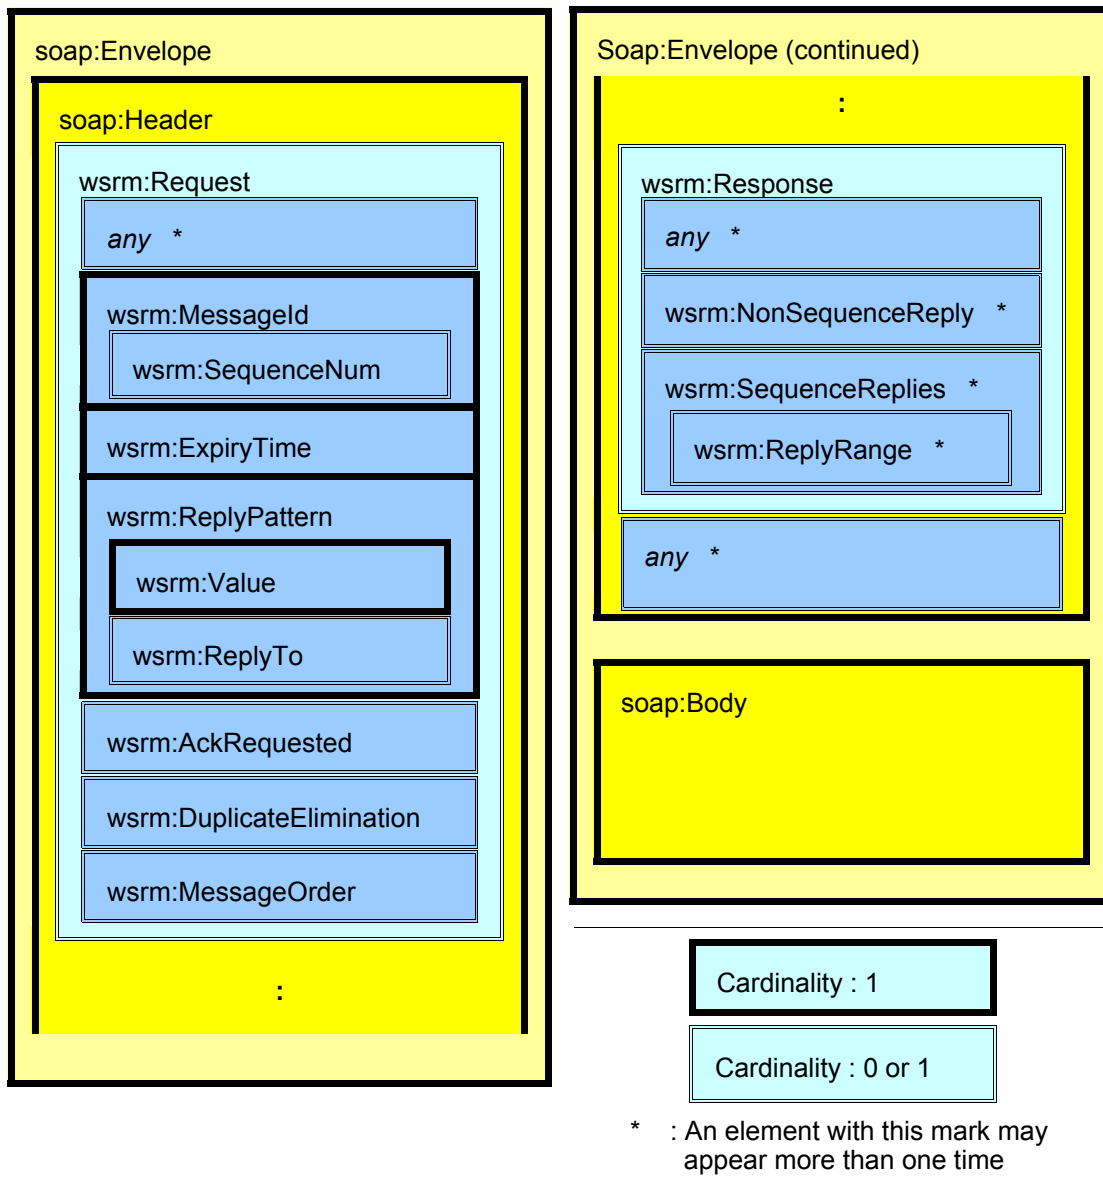 soap:Envelope
soap:Header
wsrm:Request
any *
wsrm:MessageId
wsrm:SequenceNum
wsrm:ExpiryTime
wsrm:ReplyPattern
wsrm:Value
wsrm:ReplyTo
wsrm:AckRequested
wsrm:DuplicateElimination
wsrm:MessageOrder
:
Soap:Envelope (continued)
:
wsrm:Response
any *
wsrm:NonSequenceReply *
wsrm:SequenceReplies *
wsrm:ReplyRange *
any *
soap:Body
Cardinality : 1
Cardinality : 0 or 1
* : An element with this mark may
appear more than one time